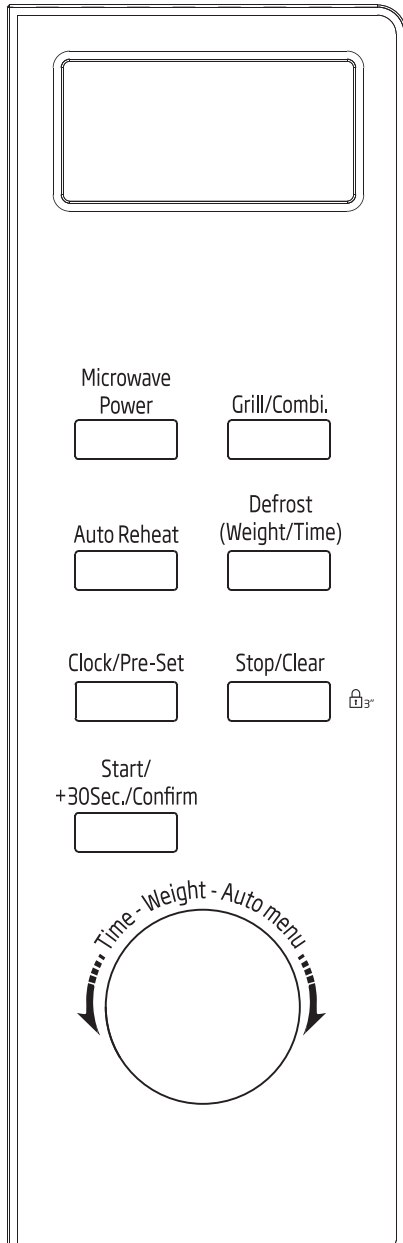 Microwave
Power
Grill/Combi.
Auto Reheat
Defrost
(Weight/Time)
Clock/Pre-Set
Stop/Clear
3"
Start/
+30Sec./Confirm
Time - Weight - Auto menu